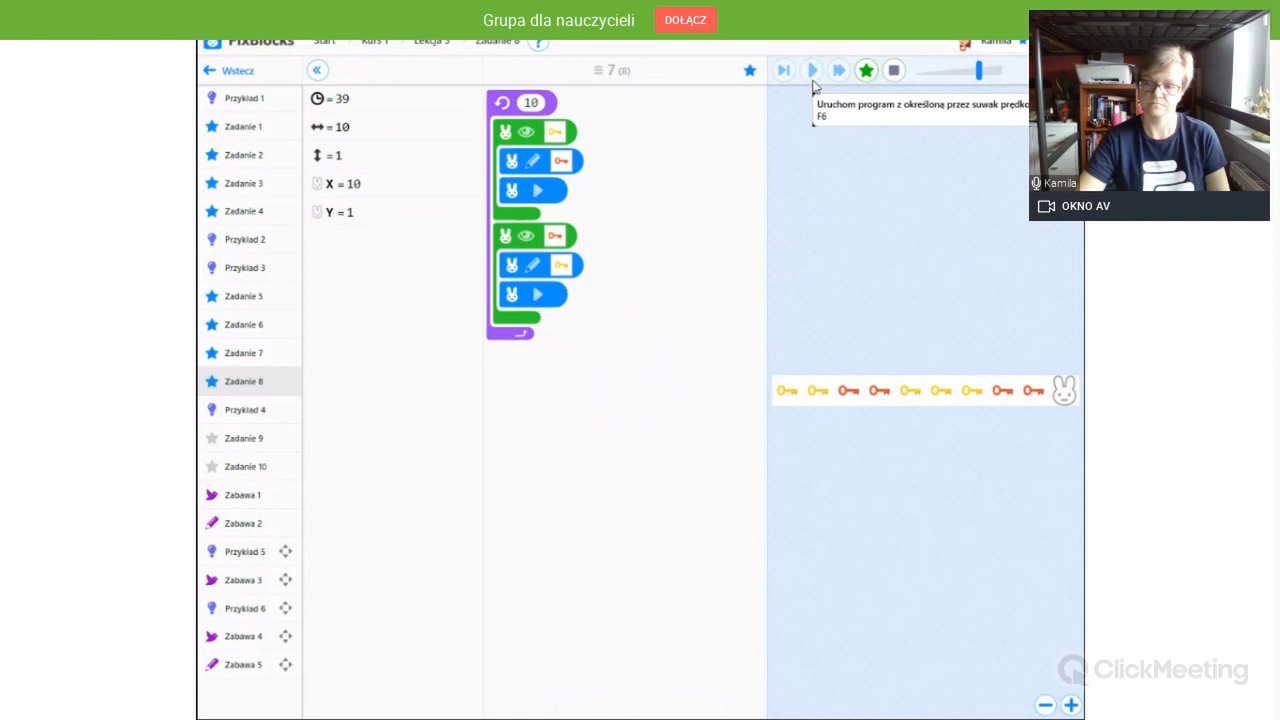 Grupa dla nauczycieli DOŁĄCZ
PixBlocks Start Kurs 1 Lekcja 3 Zadanie 8 ? Kamila
Wstecz
7 (8)
Przykład 1
Zadanie 1
Zadanie 2
Zadanie 3
Zadanie 4
Przykład 2
Przykład 3
Zadanie 5
Zadanie 6
Zadanie 7
Zadanie 8
Przykład 4
Zadanie 9
Zadanie 10
Zabawa 1
Zabawa 2
Przykład 5
Zabawa 3
Przykład 6
Zabawa 4
Zabawa 5
= 39
= 10
= 1
X = 10
Y = 1
10
Uruchom program z określoną przez suwak prędko
F6
Kamila
OKNO AV
ClickMeeting